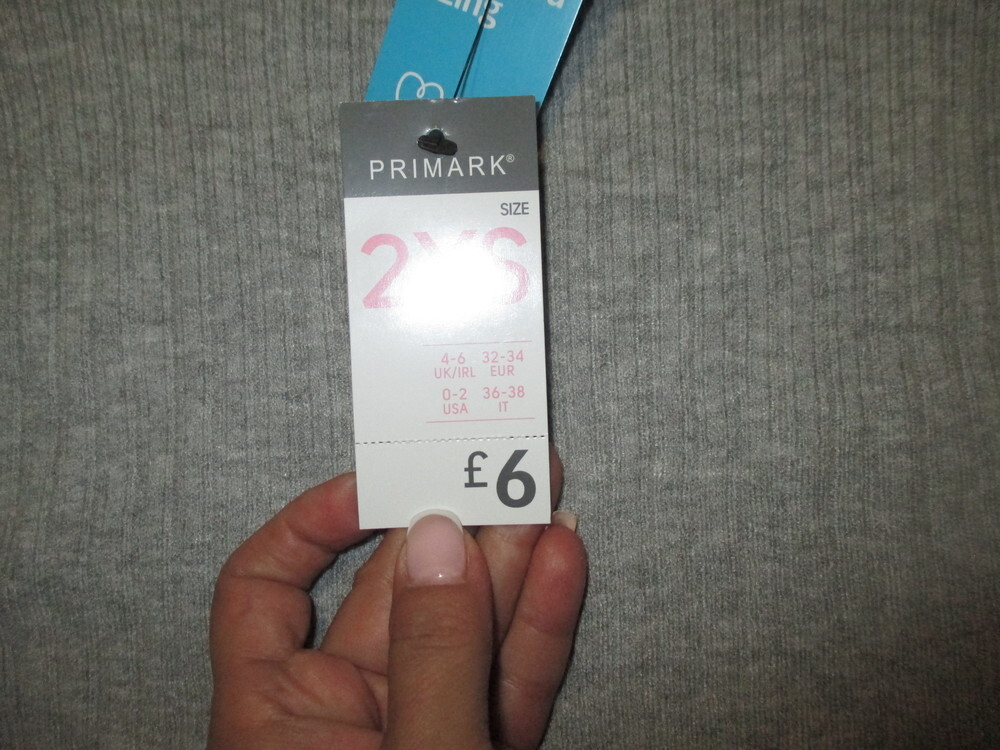 PRIMARK®
SIZE
2XS
4-6 32-34
UK/IRL EUR
0-2 36-38
USA IT
£6